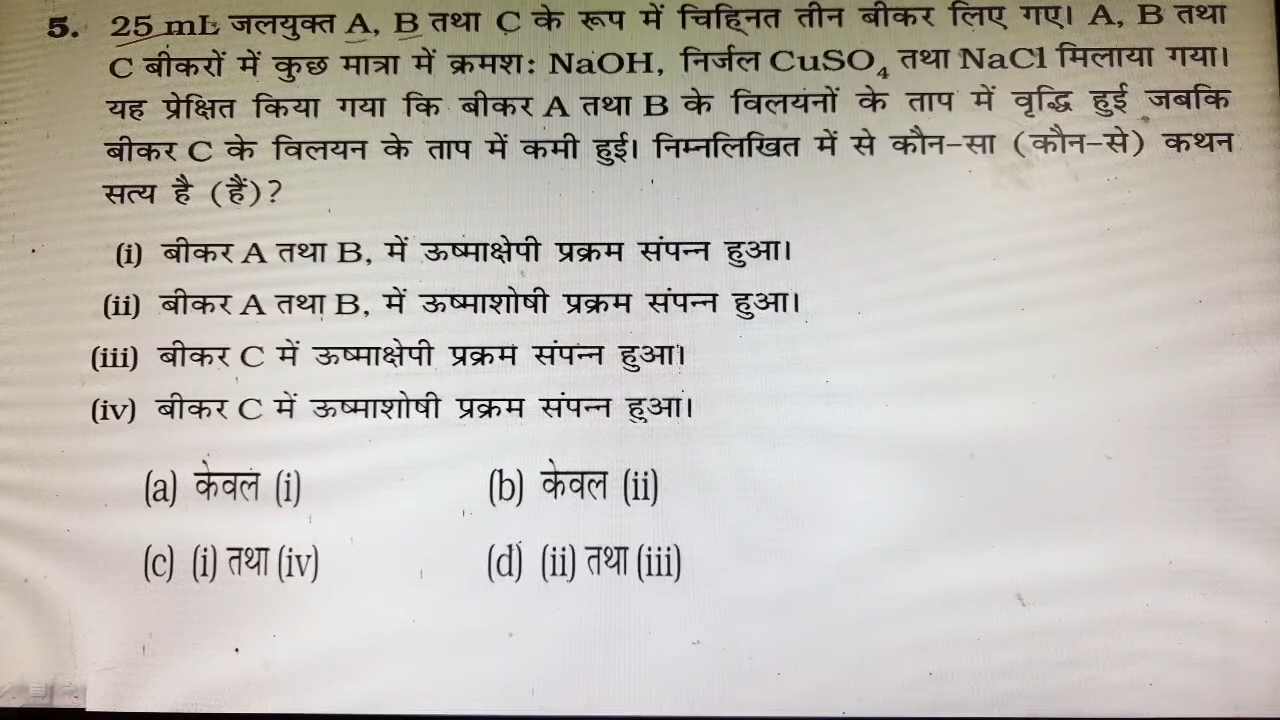 5. 25 mL जलयुक्त A, B तथा C के रूप में चिह्नित तीन बीकर लिए गए। A, B तथा
C बीकरों में कुछ मात्रा में क्रमशः NaOH, निर्जल CuSO₄ तथा NaCl मिलाया गया।
यह प्रेक्षित किया गया कि बीकर A तथा B के विलयनों के ताप में वृद्धि हुई जबकि
बीकर C के विलयन के ताप में कमी हुई। निम्नलिखित में से कौन-सा (कौन-से) कथन
सत्य है (हैं)?
(i) बीकर A तथा B, में ऊष्माक्षेपी प्रक्रम संपन्न हुआ।
(ii) बीकर A तथा B, में ऊष्माशोषी प्रक्रम संपन्न हुआ।
(iii) बीकर C में ऊष्माक्षेपी प्रक्रम संपन्न हुआ।
(iv) बीकर C में ऊष्माशोषी प्रक्रम संपन्न हुआ।
(a) केवल (i) (b) केवल (ii)
(c) (i) तथा (iv) (d) (ii) तथा (iii)